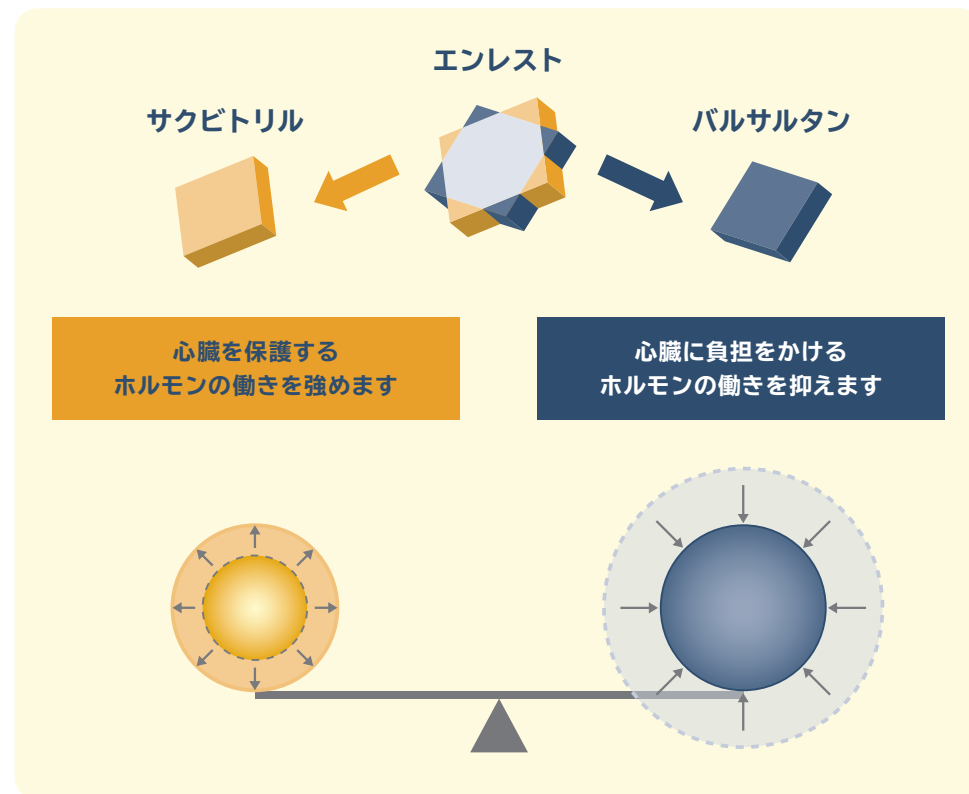 エンレスト
サクビトリル
バルサルタン
心臓を保護する
ホルモンの働きを強めます
心臓に負担をかける
ホルモンの働きを抑えます